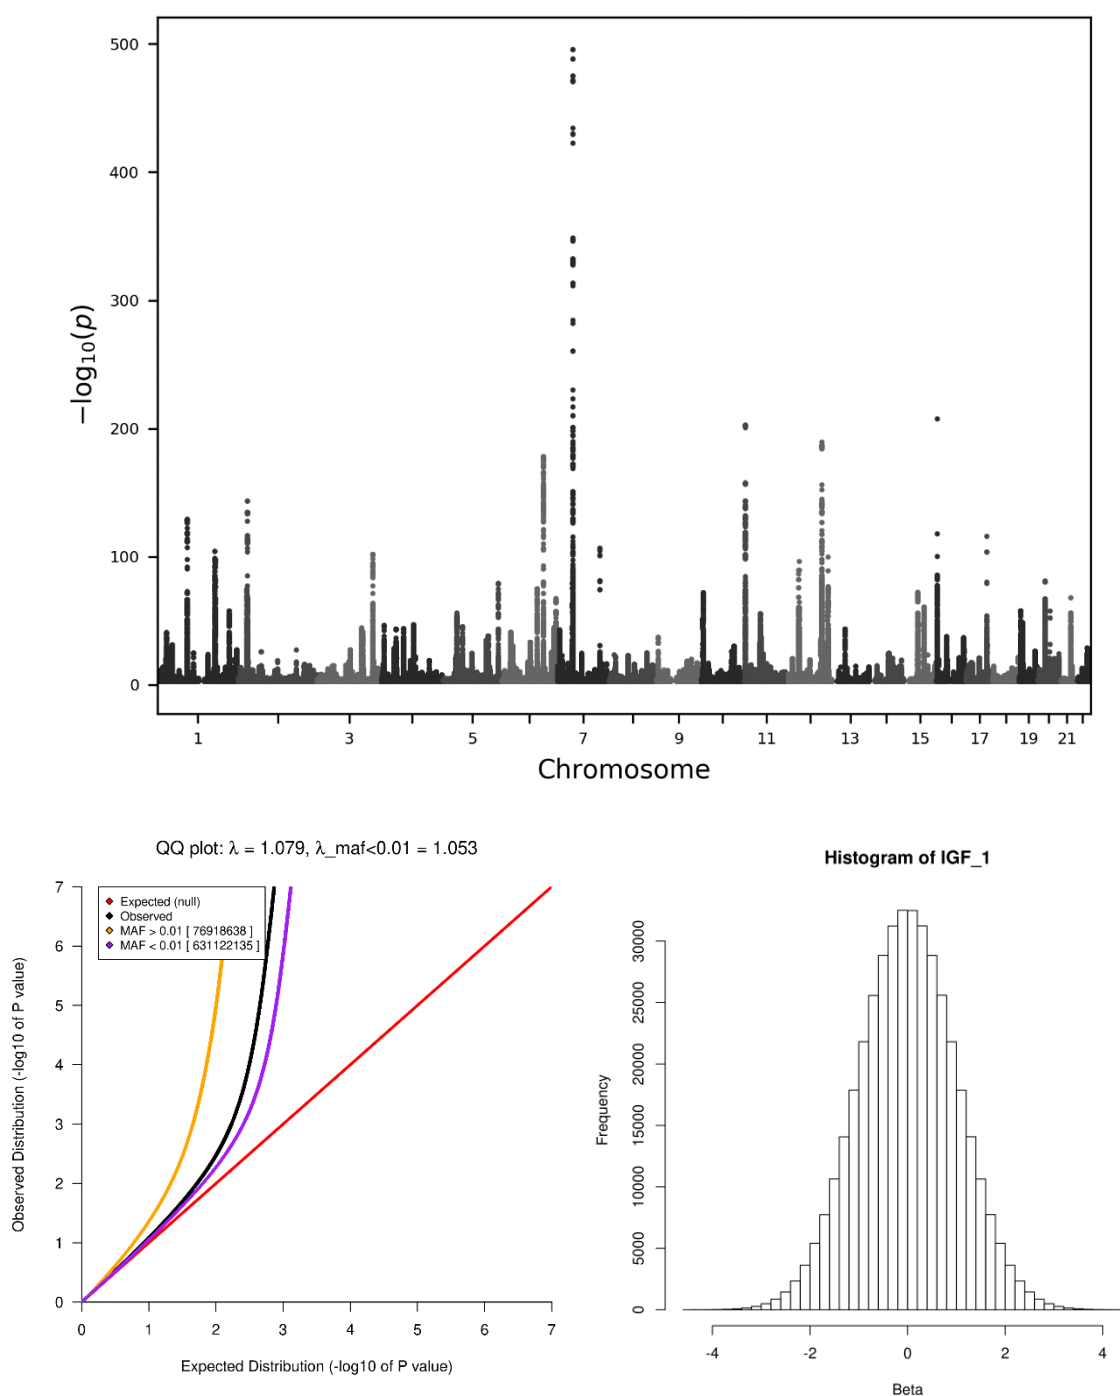 500
400
300
200
100
0
−log10(p)
1 3 5 7 9 11 13 15 17 19 21
Chromosome
QQ plot: λ = 1.079, λ_maf<0.01 = 1.053
Expected (null)
Observed
MAF > 0.01 [ 76918638 ]
MAF < 0.01 [ 631122135 ]
7
6
5
4
3
2
1
0
Observed Distribution (-log10 of P value)
0 1 2 3 4 5 6 7
Expected Distribution (-log10 of P value)
Histogram of IGF_1
30000
25000
20000
15000
10000
5000
0
Frequency
-4 -2 0 2 4
Beta